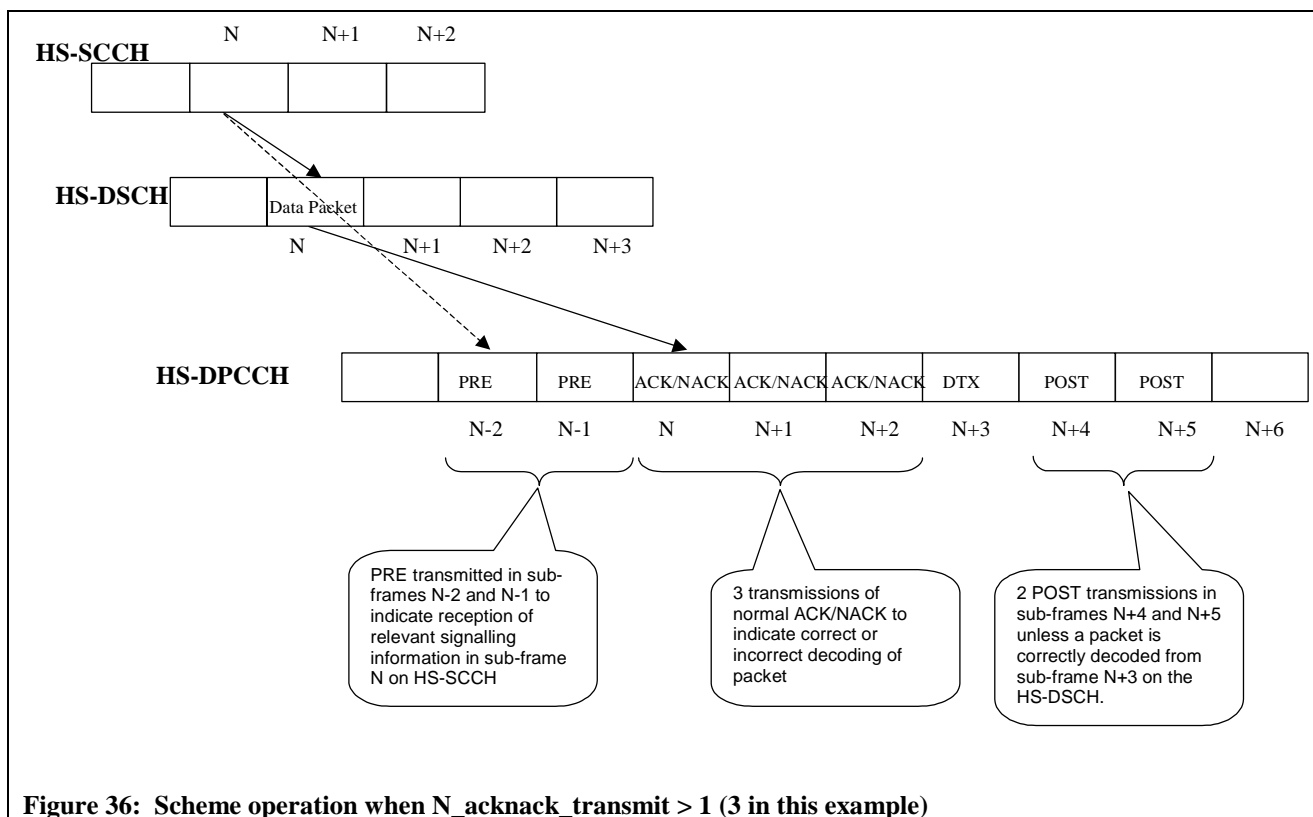 N N+1 N+2
HS-SCCH
HS-DSCH
Data Packet
N N+1 N+2 N+3
HS-DPCCH
PRE PRE ACK/NACK ACK/NACK ACK/NACK DTX POST POST
N-2 N-1 N N+1 N+2 N+3 N+4 N+5 N+6
PRE transmitted in sub-
frames N-2 and N-1 to
indicate reception of
relevant signalling
information in sub-frame
N on HS-SCCH
3 transmissions of
normal ACK/NACK to
indicate correct or
incorrect decoding of
packet
2 POST transmissions in
sub-frames N+4 and N+5
unless a packet is
correctly decoded from
sub-frame N+3 on the
HS-DSCH.
Figure 36: Scheme operation when N_acknack_transmit > 1 (3 in this example)